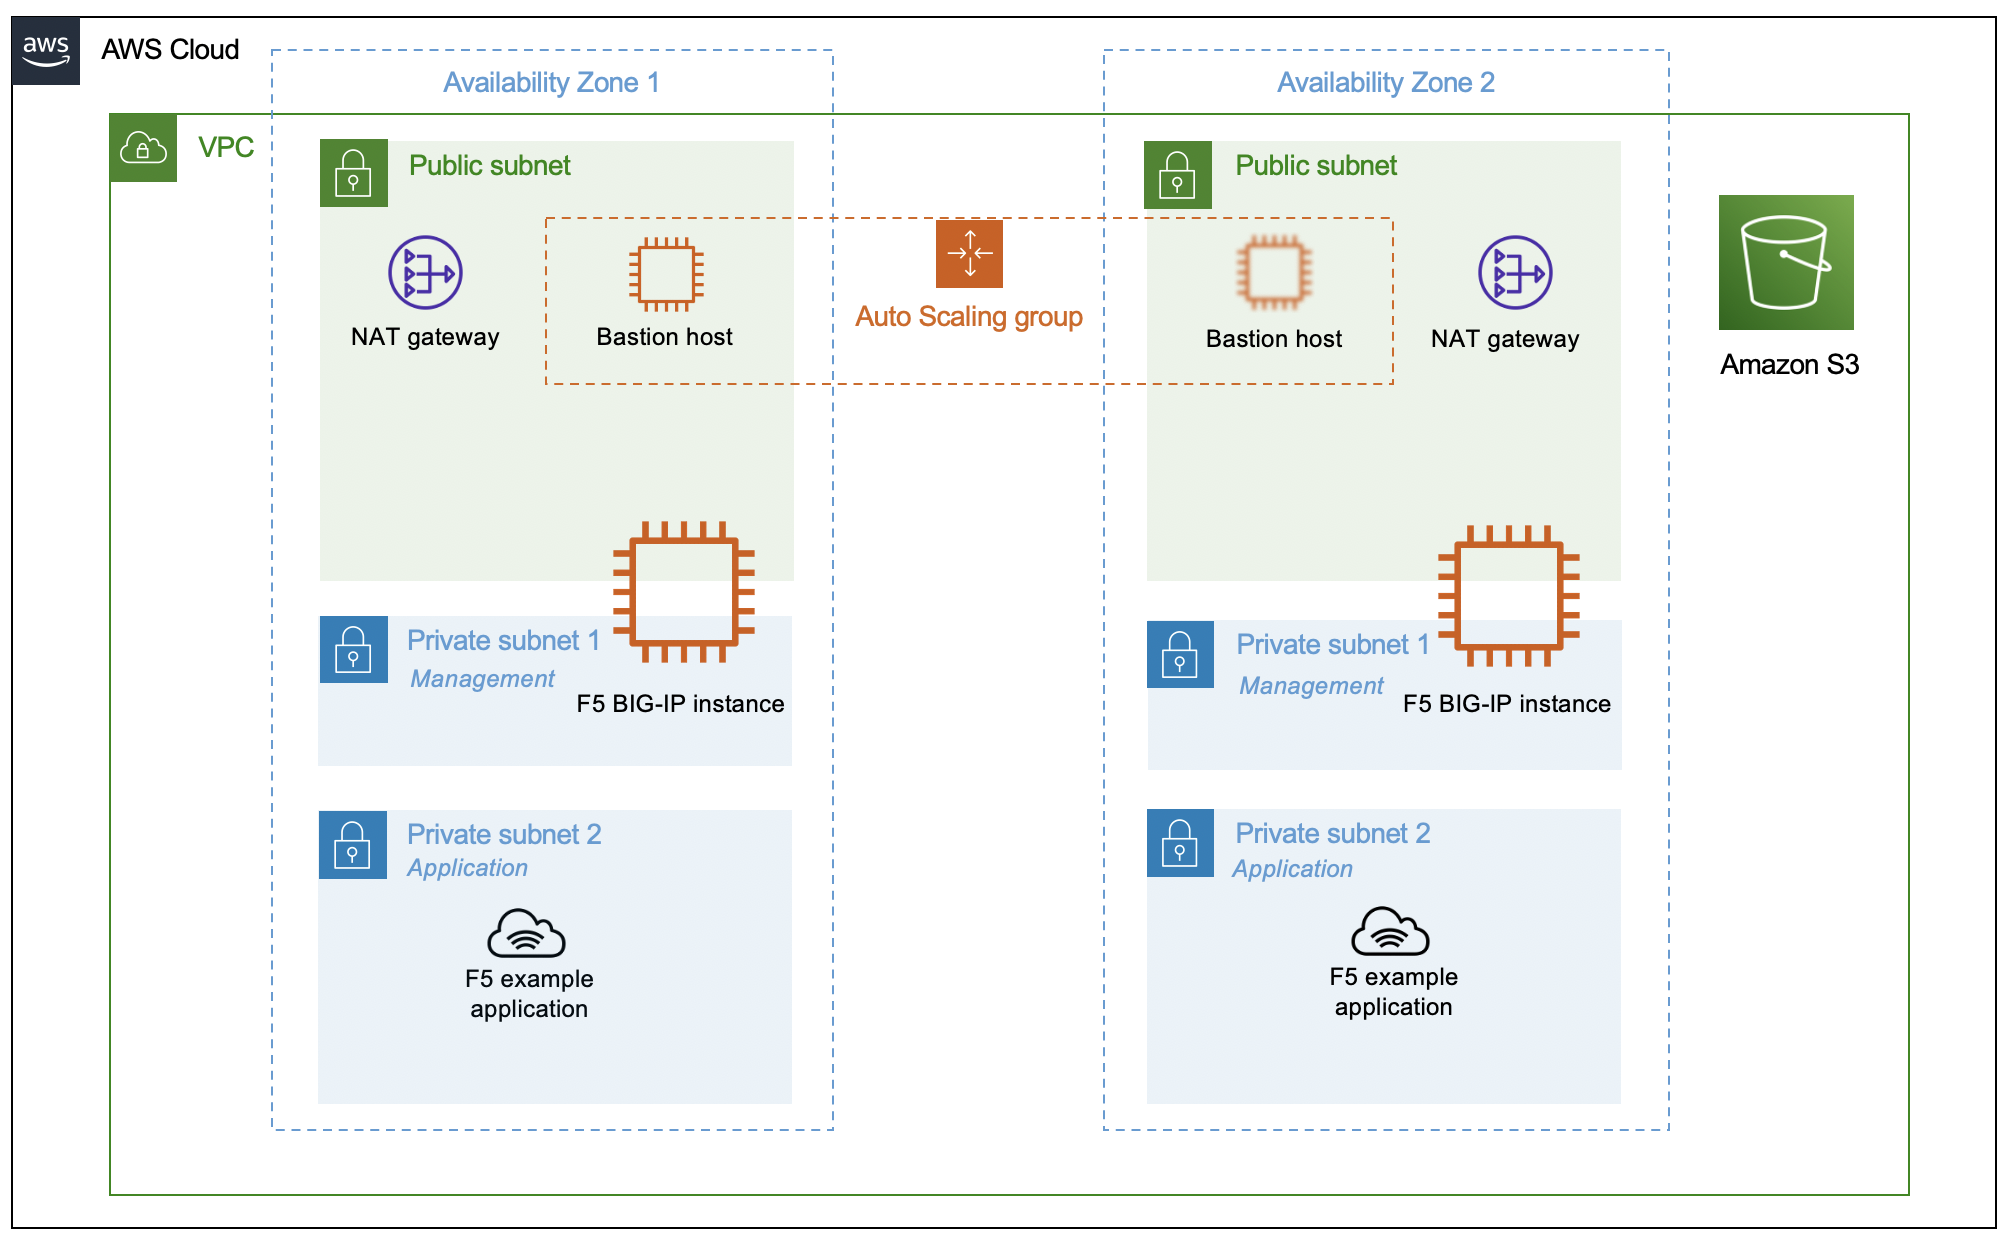 aws
AWS Cloud
Availability Zone 1
Availability Zone 2
VPC
Public subnet
Public subnet
NAT gateway
Bastion host
Auto Scaling group
Bastion host
NAT gateway
Amazon S3
Private subnet 1
Management
F5 BIG-IP instance
Private subnet 1
Management
F5 BIG-IP instance
Private subnet 2
Application
F5 example
application
Private subnet 2
Application
F5 example
application